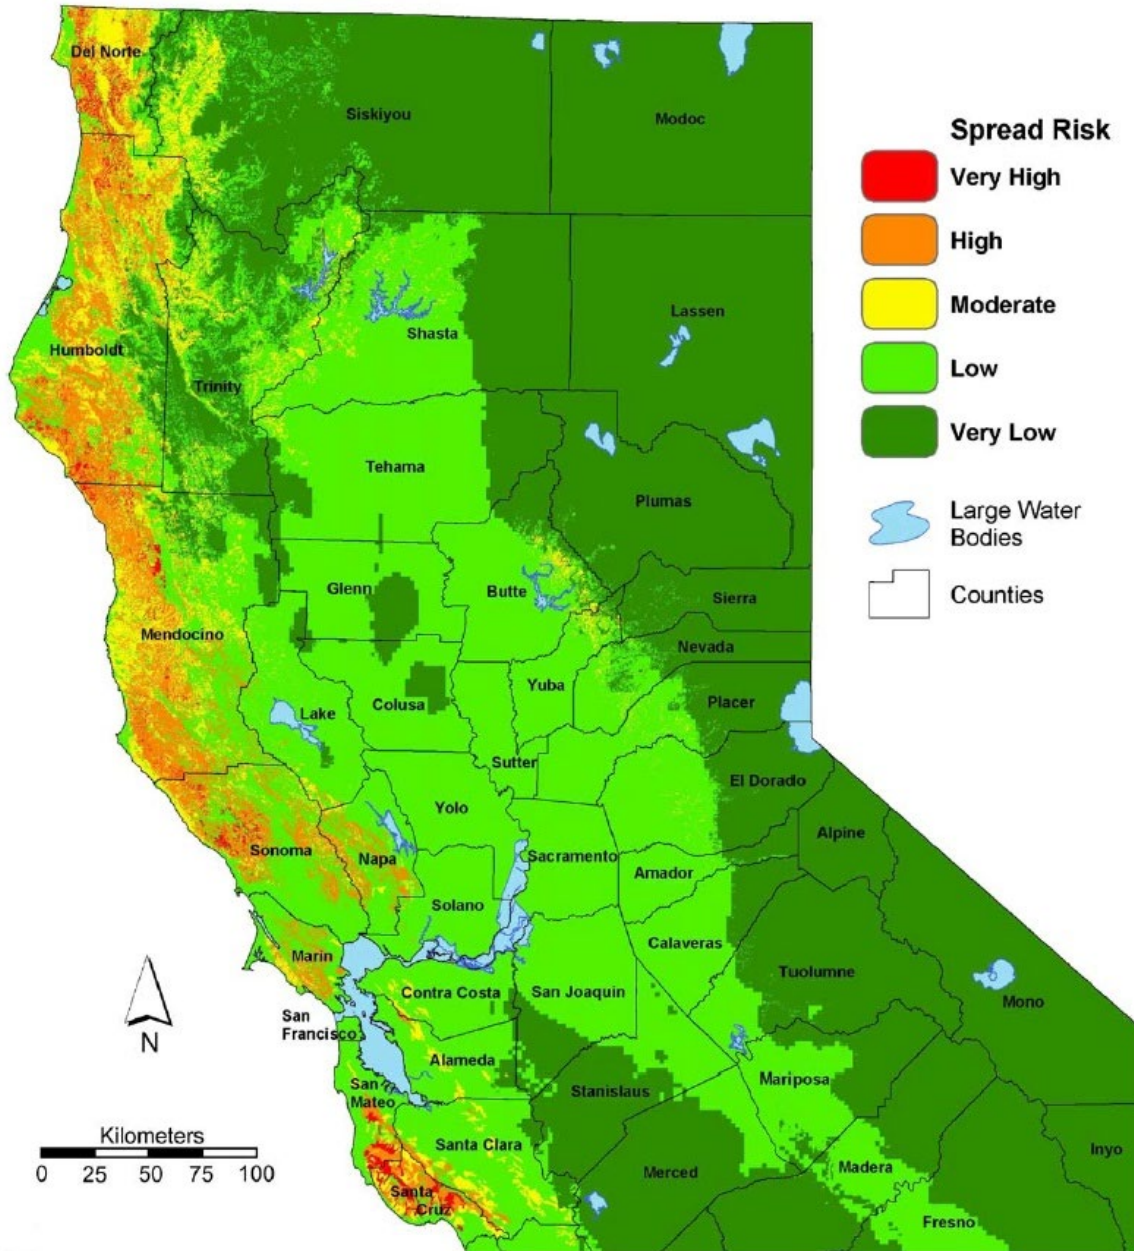 Del Norte
Siskiyou
Modoc
Spread Risk
Very High
High
Moderate
Low
Very Low
Large Water
Bodies
Counties
Shasta
Lassen
Humboldt
Trinity
Tehama
Plumas
Glenn
Butte
Sierra
Mendocino
Nevada
Lake
Colusa
Yuba
Placer
Sutter
El Dorado
Yolo
Alpine
Sonoma
Napa
Sacramento
Amador
Solano
Calaveras
Marin
Tuolumne
Contra Costa
San Joaquin
Mono
San
Francisco
N
Alameda
Stanislaus
Mariposa
San
Mateo
Kilometers
0 25 50 75 100
Santa Clara
Merced
Madera
Inyo
Santa
Cruz
Fresno